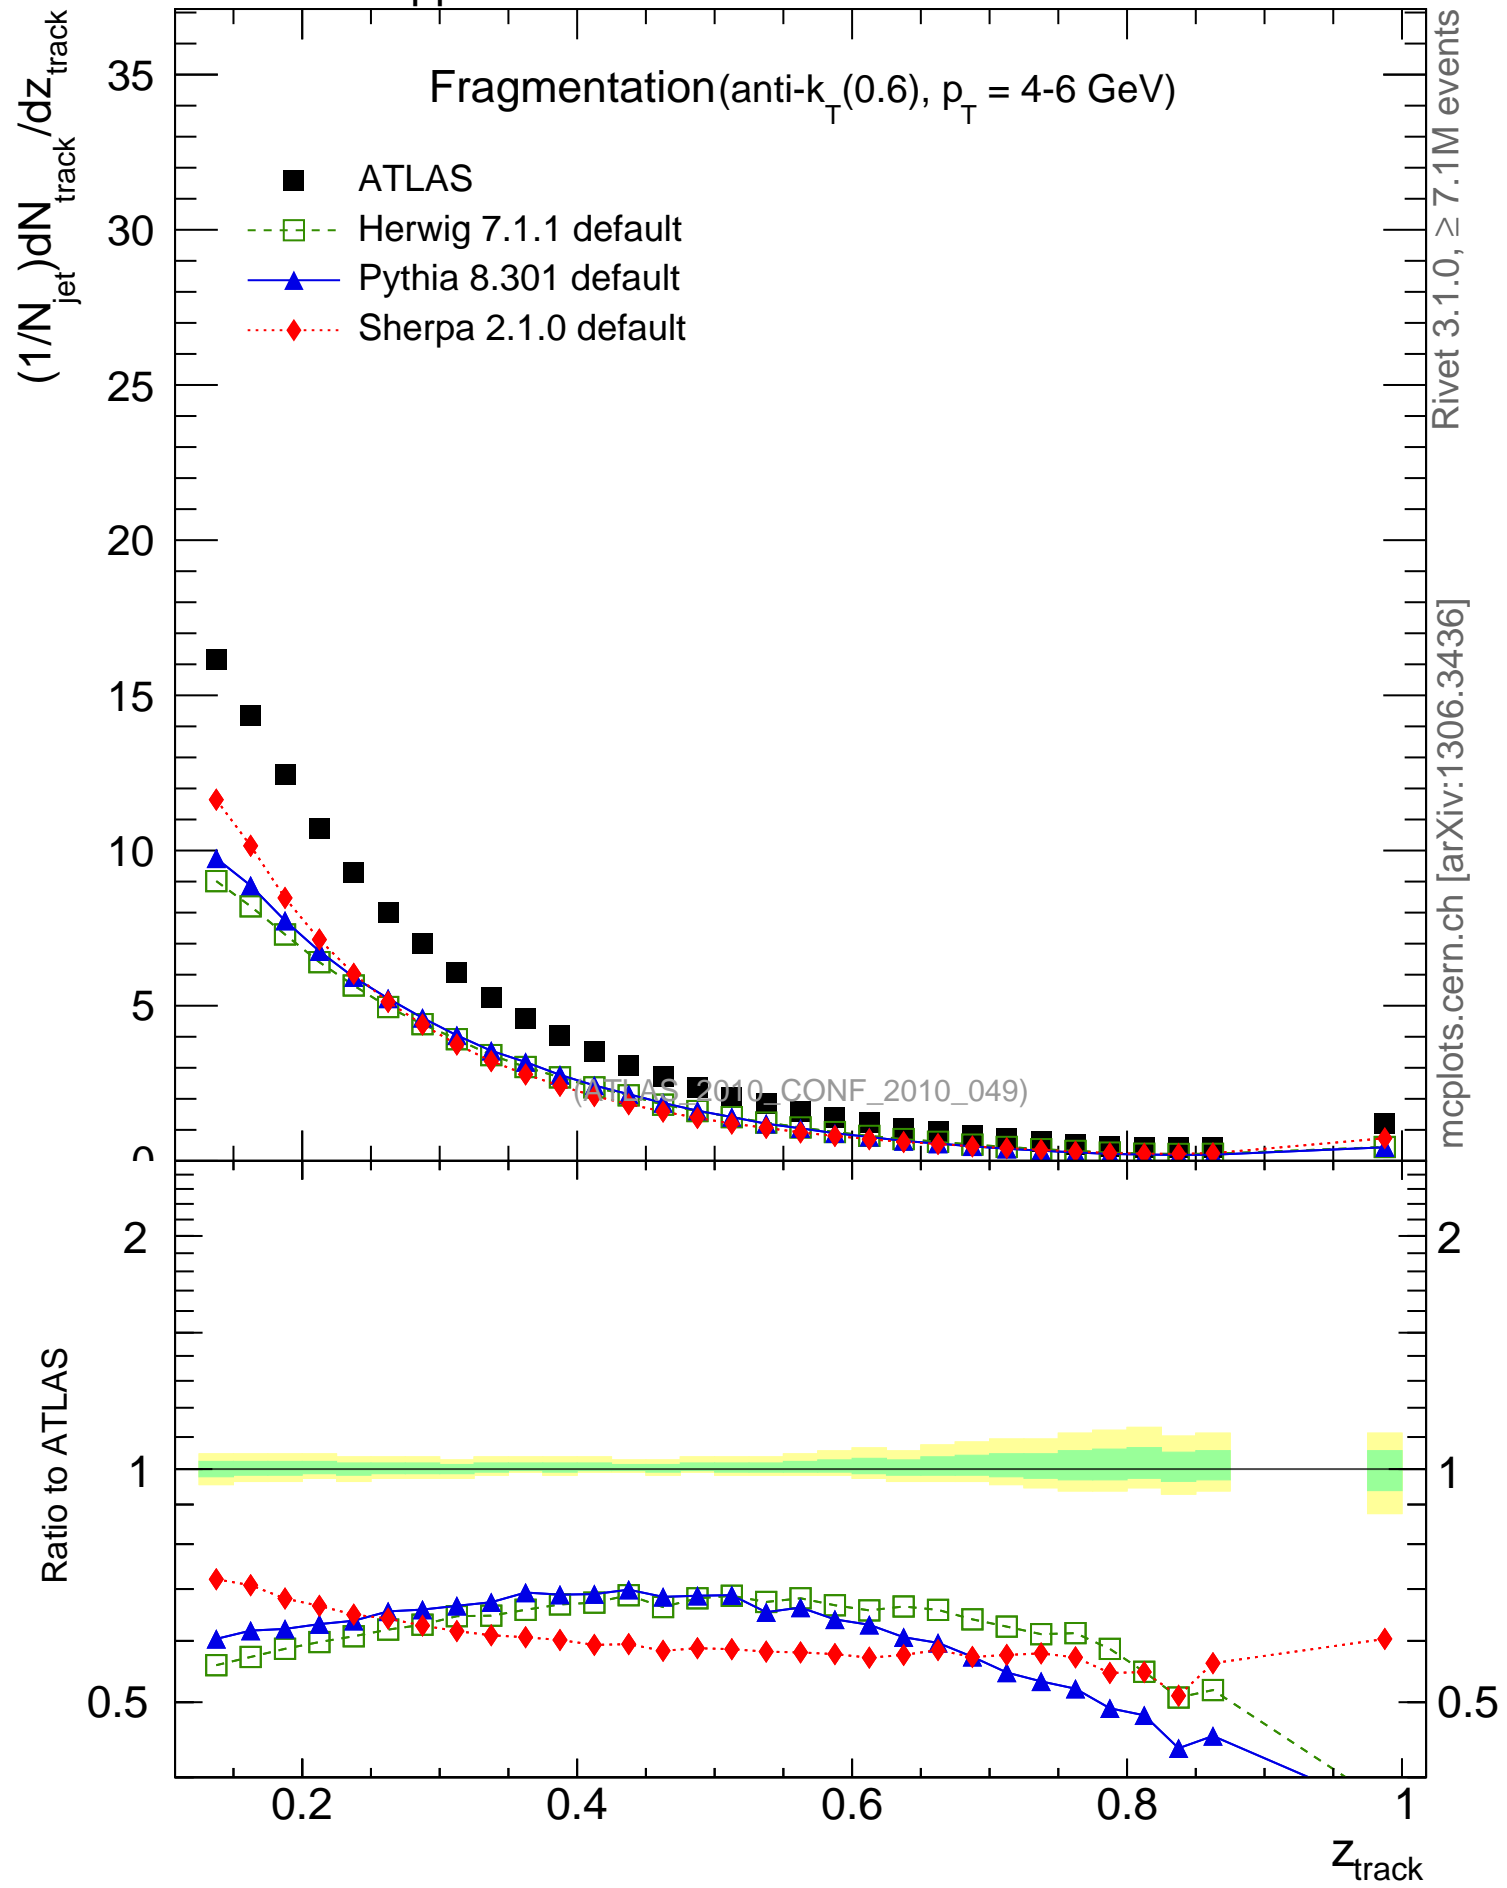 pp
(1/N_jet)dN_track/dz_track
Fragmentation (anti-k_T(0.6), p_T = 4-6 GeV)
ATLAS
Herwig 7.1.1 default
Pythia 8.301 default
Sherpa 2.1.0 default
35
30
25
20
15
10
5
0
(ATLAS_2010_CONF_2010_049)
Rivet 3.1.0, ≥ 7.1M events
mcplots.cern.ch [arXiv:1306.3436]
Ratio to ATLAS
2
1
0.5
2
1
0.5
0.2
0.4
0.6
0.8
1
z_track